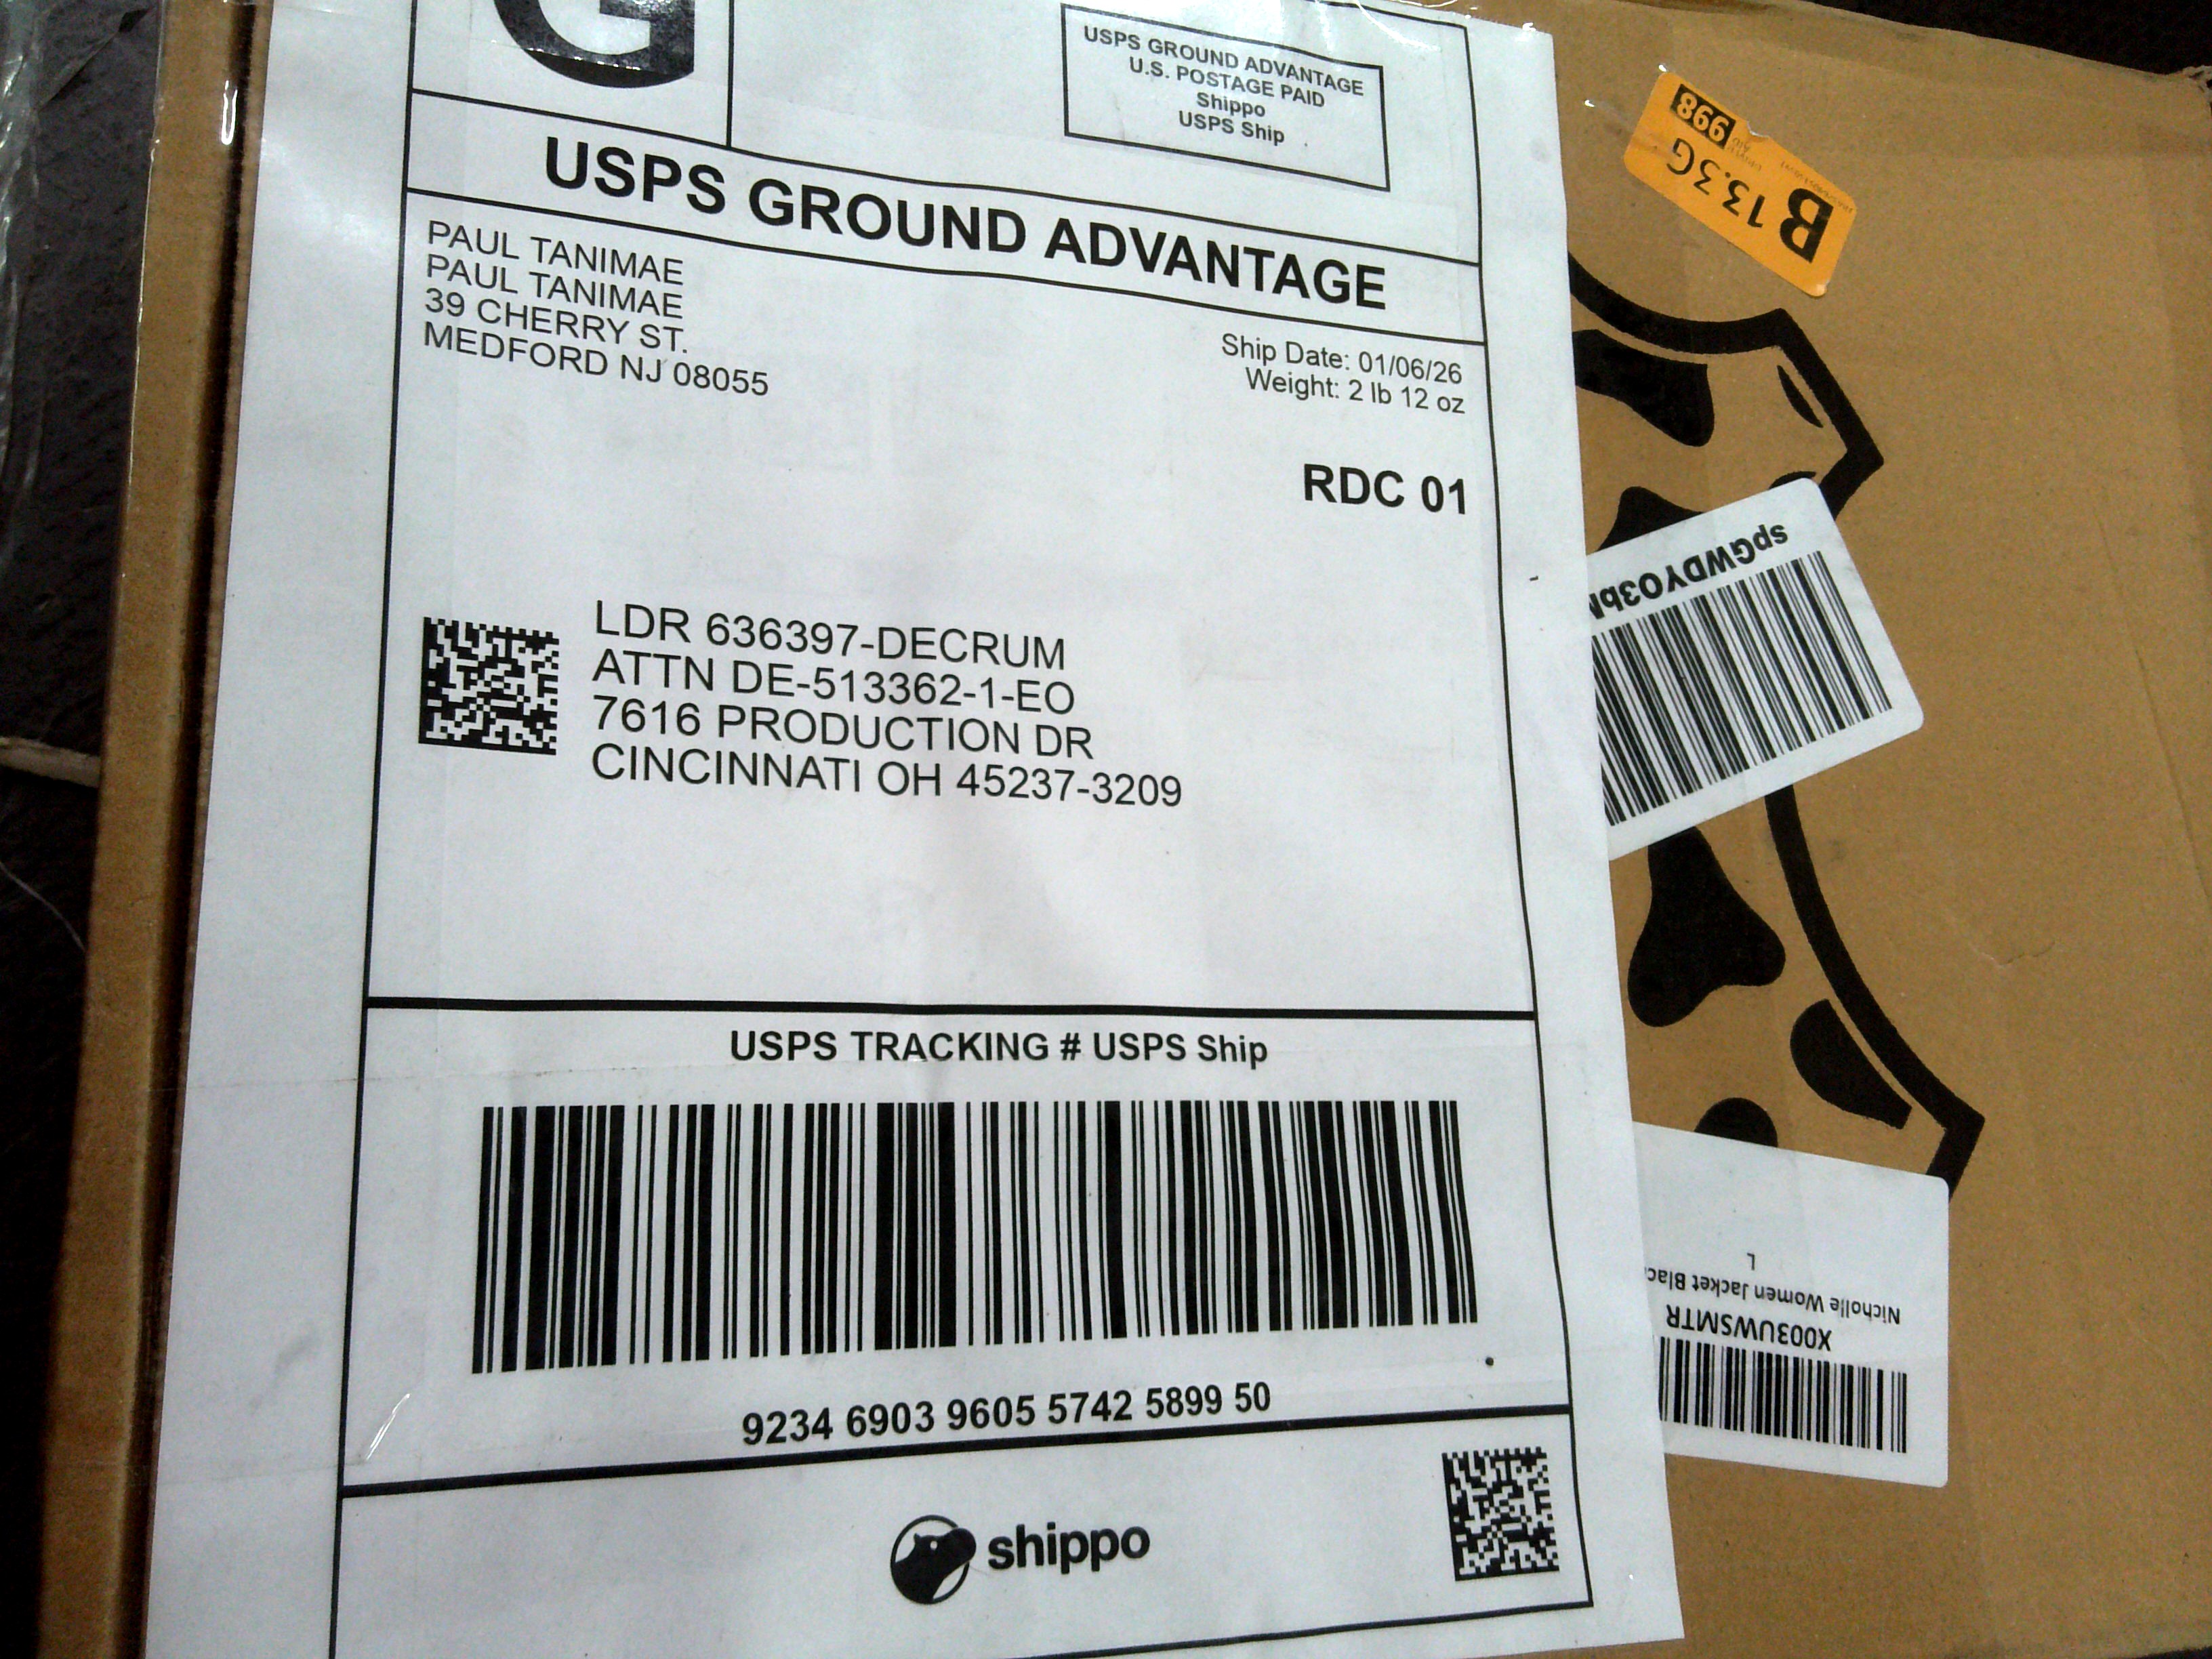 G
USPS GROUND ADVANTAGE
U.S. POSTAGE PAID
Shippo
USPS Ship
USPS GROUND ADVANTAGE
PAUL TANIMAE
PAUL TANIMAE
39 CHERRY ST.
MEDFORD NJ 08055
Ship Date: 01/06/26
Weight: 2 lb 12 oz
RDC 01
LDR 636397-DECRUM
ATTN DE-513362-1-EO
7616 PRODUCTION DR
CINCINNATI OH 45237-3209
USPS TRACKING # USPS Ship
9234 6903 9605 5742 5899 50
shippo
B
13.3G
998
spGWDYO3b
X003UWSMTR
Nicholle Women Jacket Blac
L